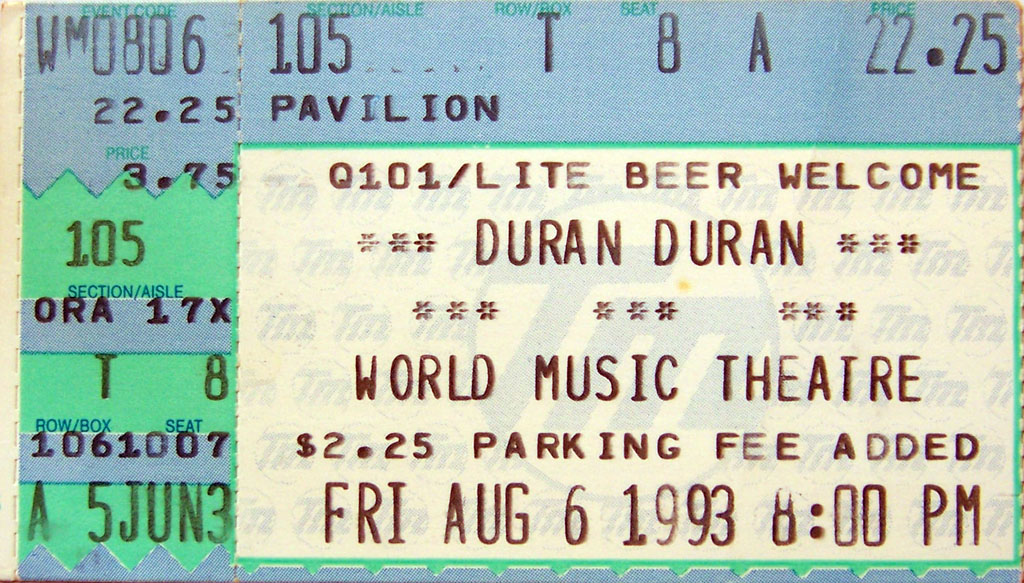 EVENT CODE
WM0806
22.25
PRICE
3.75
105
SECTION/AISLE
ORA 17X
T 8
ROW/BOX SEAT
1061007
A 5JUN3
SECTION/AISLE ROW/BOX SEAT PRICE
105 T 8 A 22.25
PAVILION
Q101/LITE BEER WELCOME
*** DURAN DURAN ***
*** *** ***
WORLD MUSIC THEATRE
$2.25 PARKING FEE ADDED
FRI AUG 6 1993 8:00 PM